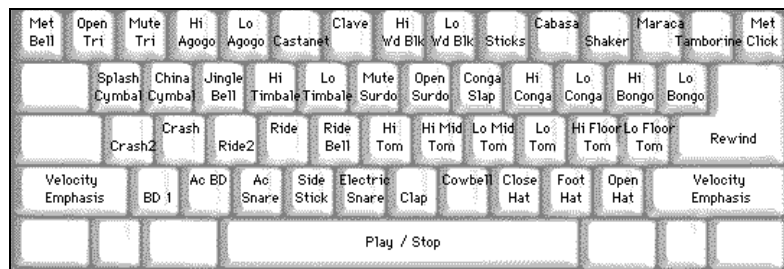 Met
Bell
Open
Tri
Mute
Tri
Hi
Agogo
Lo
Agogo
Castanet
Clave
Hi
Wd Blk
Lo
Wd Blk
Sticks
Cabasa
Shaker
Maraca
Tamborine
Met
Click
Splash
Cymbal
China
Cymbal
Jingle
Bell
Hi
Timbale
Lo
Timbale
Mute
Surdo
Open
Surdo
Conga
Slap
Hi
Conga
Lo
Conga
Hi
Bongo
Lo
Bongo
Crash2
Crash
Ride2
Ride
Ride
Bell
Hi
Tom
Hi Mid
Tom
Lo Mid
Tom
Lo
Tom
Hi Floor
Tom
Lo Floor
Tom
Rewind
Velocity
Emphasis
BD 1
Ac BD
Ac
Snare
Side
Stick
Electric
Snare
Clap
Cowbell
Close
Hat
Foot
Hat
Open
Hat
Velocity
Emphasis
Play / Stop